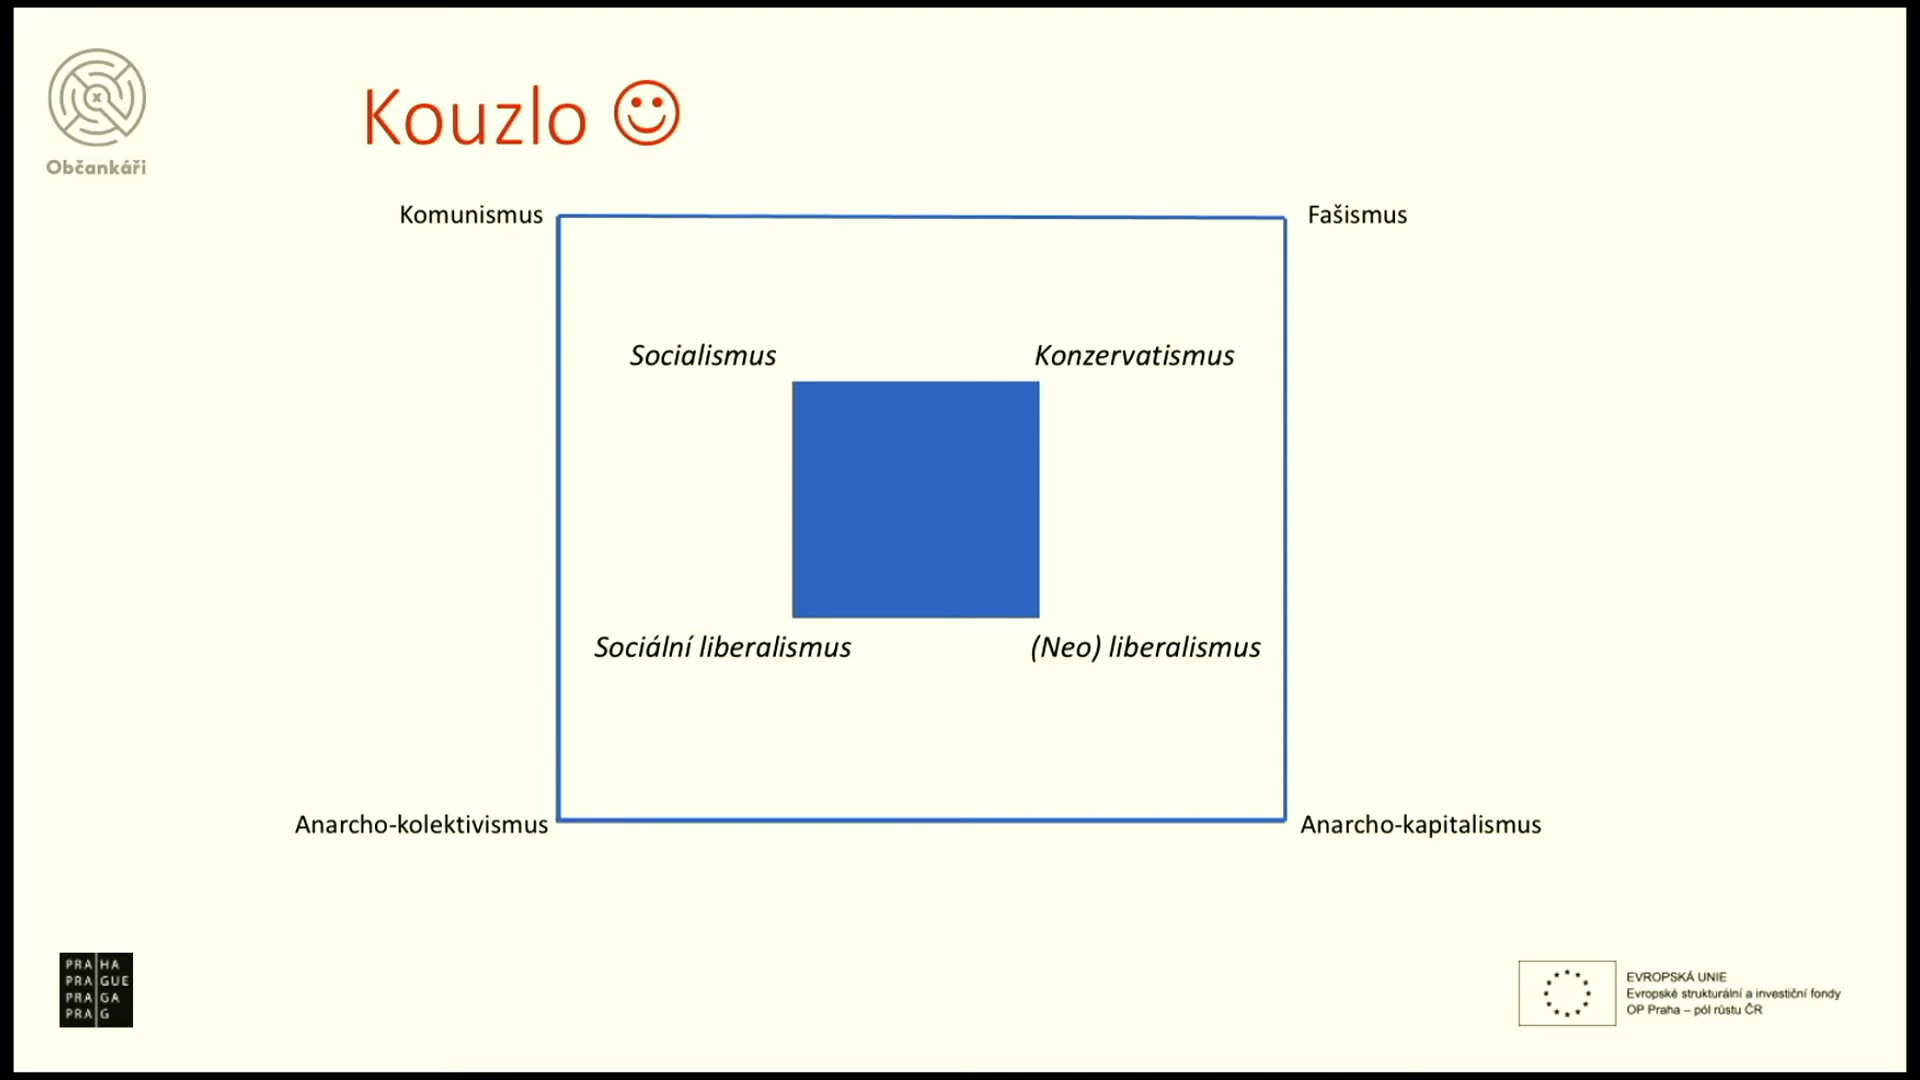 Kouzlo
Občankáři
Komunismus
Fašismus
Socialismus
Konzervatismus
Sociální liberalismus
(Neo) liberalismus
Anarcho-kolektivismus
Anarcho-kapitalismus
PRA HA
PRA GUE
PRA GA
PRA G
EVROPSKÁ UNIE
Evropské strukturální a investiční fondy
OP Praha – pól růstu ČR